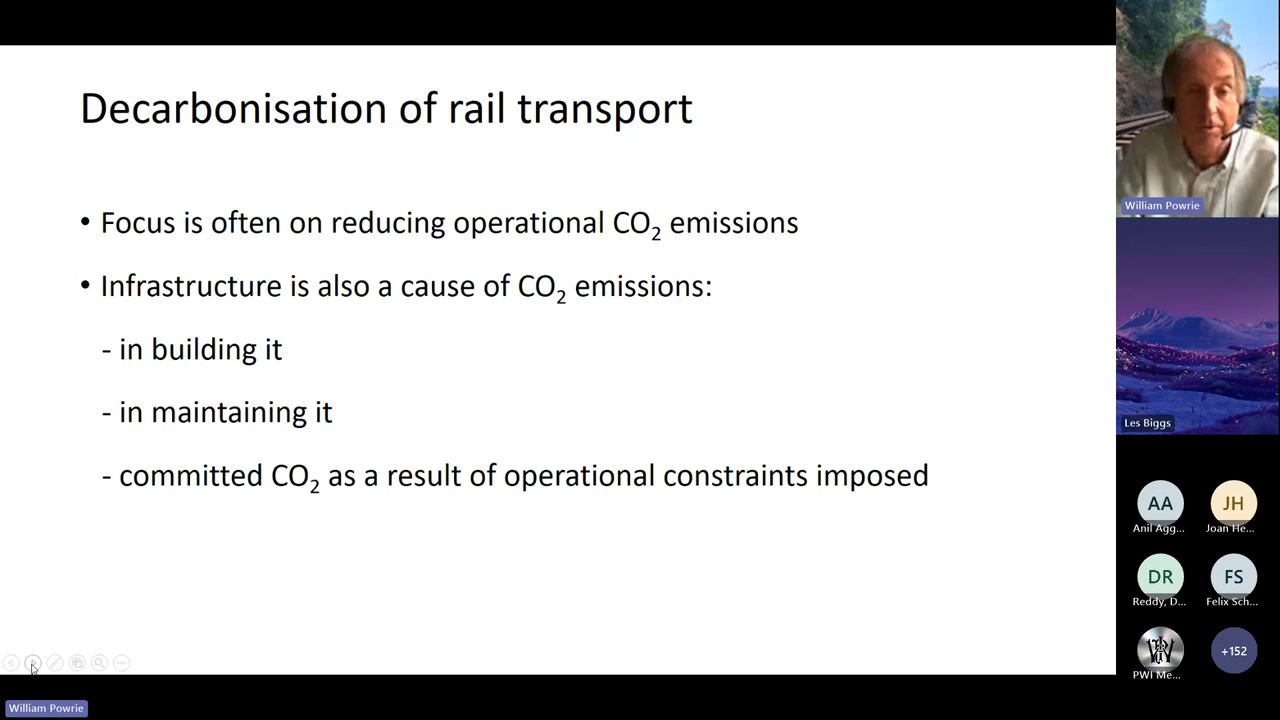 Decarbonisation of rail transport
• Focus is often on reducing operational CO₂ emissions
• Infrastructure is also a cause of CO₂ emissions:
- in building it
- in maintaining it
- committed CO₂ as a result of operational constraints imposed
William Powrie
Les Biggs
AA
JH
Anil Agg...
Joan He...
DR
FS
Reddy, D...
Felix Sch...
+152
PWI Me...
William Powrie